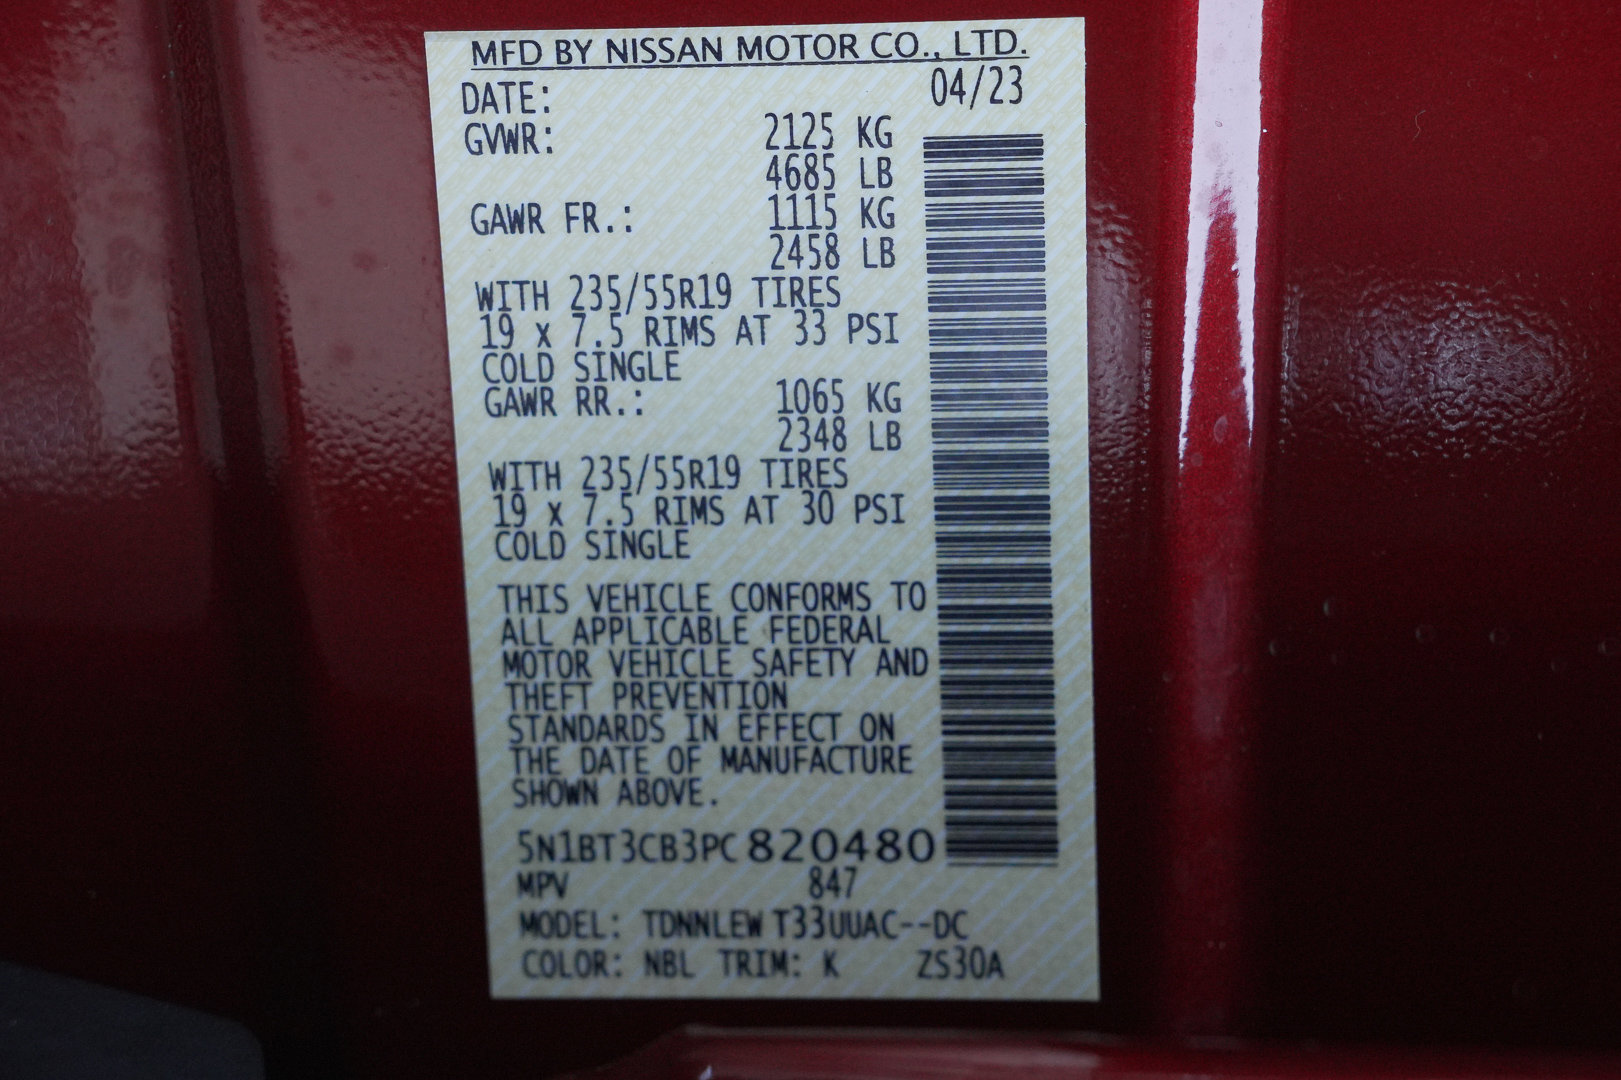 MFD BY NISSAN MOTOR CO., LTD.
DATE: 04/23
GVWR: 2125 KG
4685 LB
GAWR FR.: 1115 KG
2458 LB
WITH 235/55R19 TIRES
19 x 7.5 RIMS AT 33 PSI
COLD SINGLE
GAWR RR.: 1065 KG
2348 LB
WITH 235/55R19 TIRES
19 x 7.5 RIMS AT 30 PSI
COLD SINGLE
THIS VEHICLE CONFORMS TO
ALL APPLICABLE FEDERAL
MOTOR VEHICLE SAFETY AND
THEFT PREVENTION
STANDARDS IN EFFECT ON
THE DATE OF MANUFACTURE
SHOWN ABOVE.
5N1BT3CB3PC820480
MPV 847
MODEL: TDNNLEW T33UUAC--DC
COLOR: NBL TRIM: K ZS30A